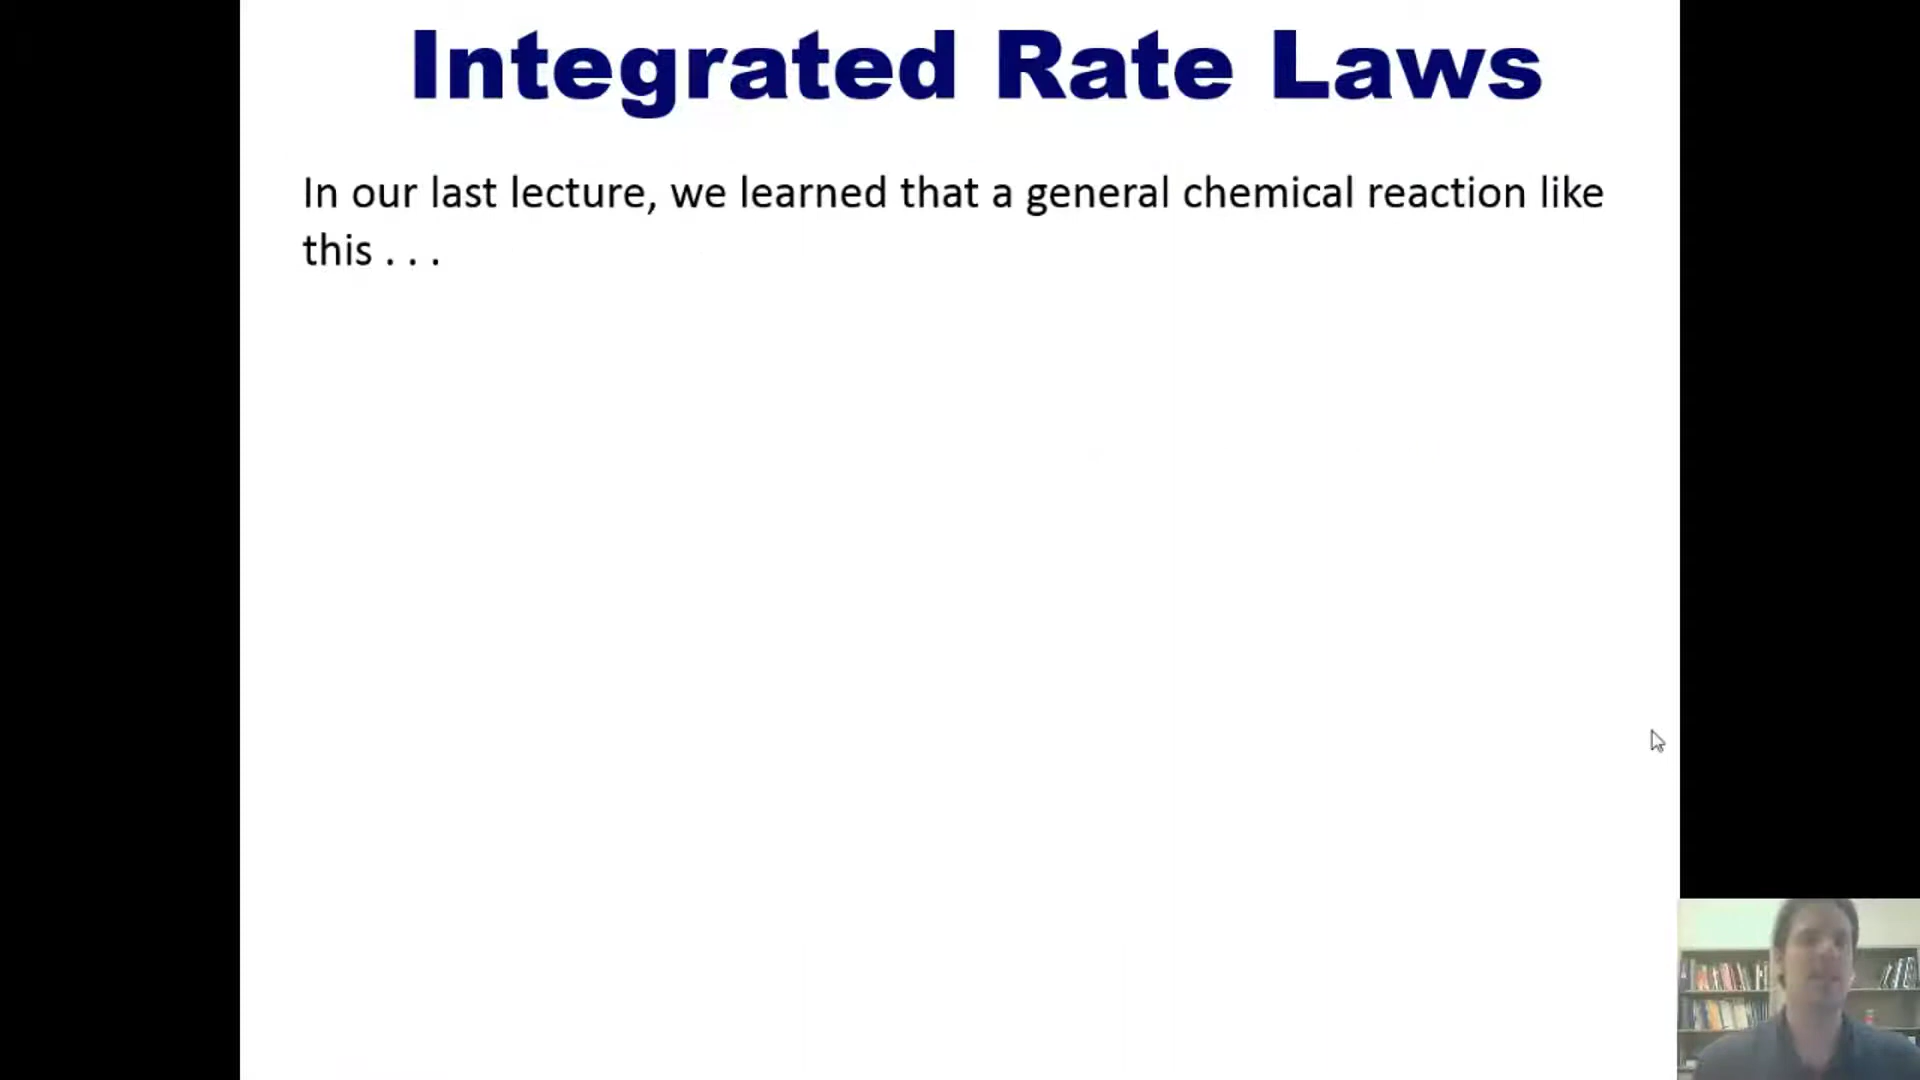 Integrated Rate Laws
In our last lecture, we learned that a general chemical reaction like
this . . .